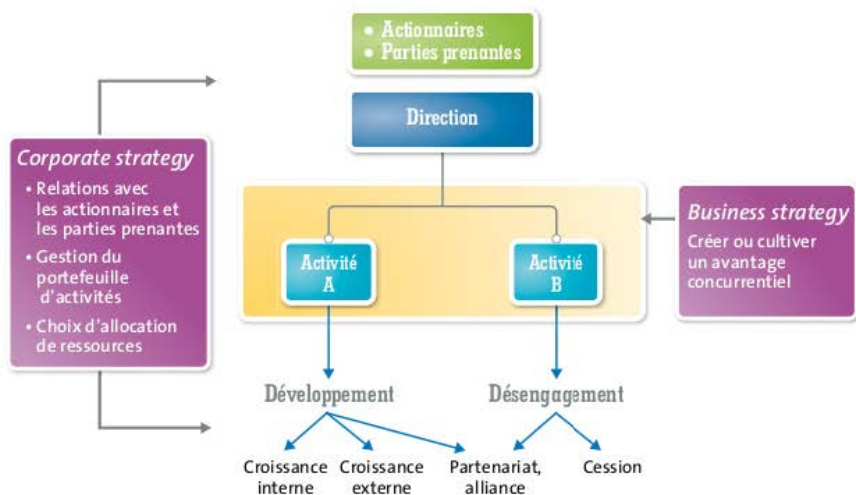 • Actionnaires
• Parties prenantes
Direction
Corporate strategy
• Relations avec
les actionnaires et
les parties prenantes
• Gestion du
portefeuille
d'activités
• Choix d'allocation
de ressources
Activité
A
Activité
B
Business strategy
Créer ou cultiver
un avantage
concurrentiel
Développement
Désengagement
Croissance
interne
Croissance
externe
Partenariat,
alliance
Cession